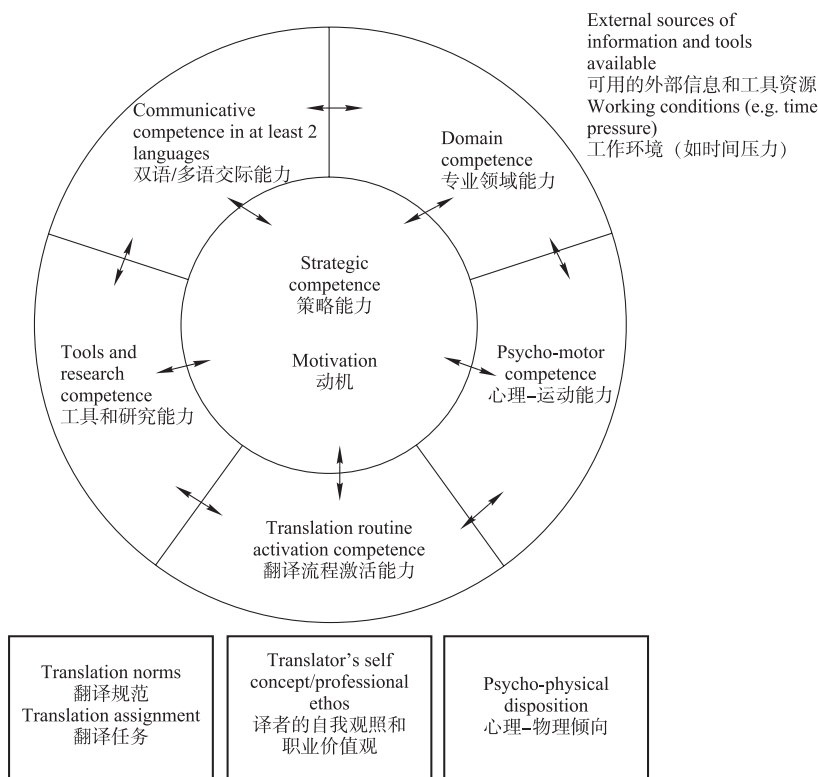 External sources of
information and tools
available
可用的外部信息和工具资源
Working conditions (e.g. time
pressure)
工作环境（如时间压力）
Communicative
competence in at least 2
languages
双语/多语交际能力
Domain
competence
专业领域能力
Strategic
competence
策略能力
Motivation
动机
Tools and
research
competence
工具和研究能力
Psycho-motor
competence
心理–运动能力
Translation routine
activation competence
翻译流程激活能力
Translation norms
翻译规范
Translation assignment
翻译任务
Translator’s self
concept/professional
ethos
译者的自我观照和
职业价值观
Psycho-physical
disposition
心理–物理倾向